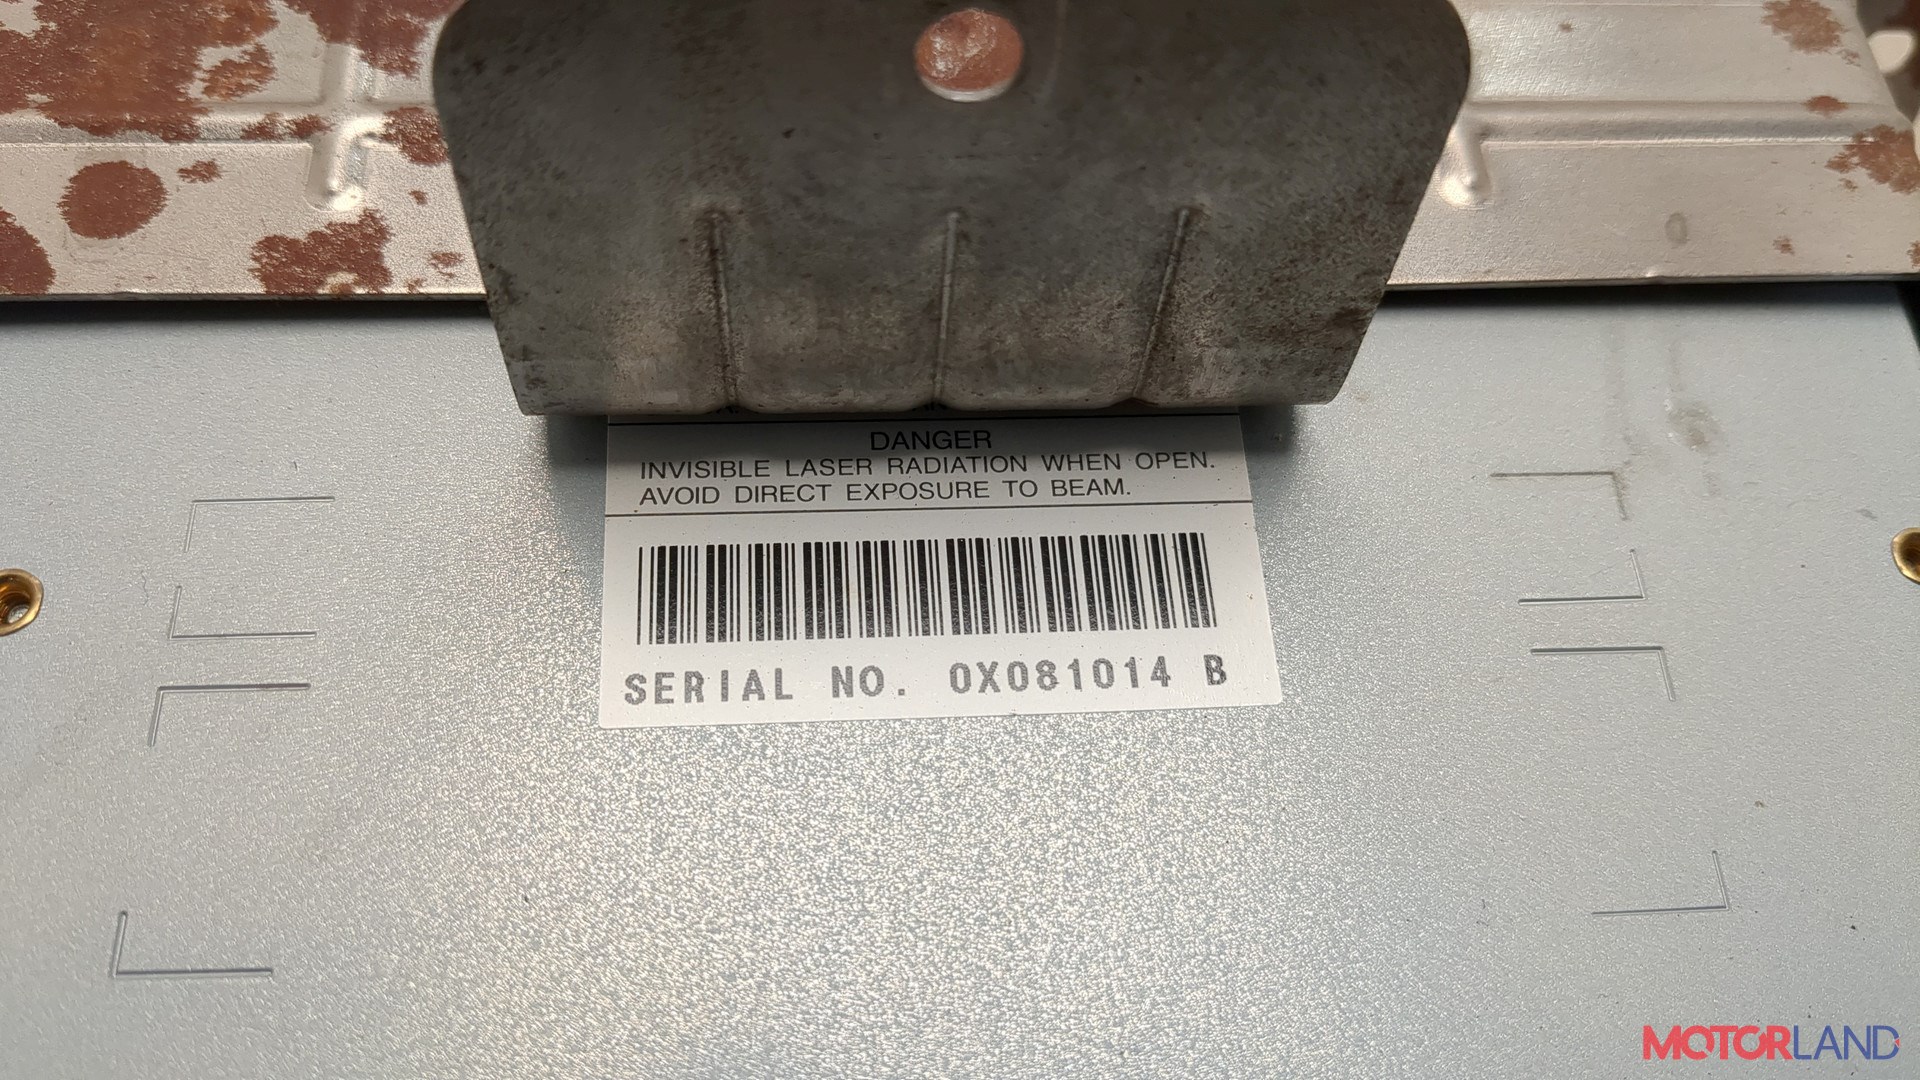 DANGER
INVISIBLE LASER RADIATION WHEN OPEN.
AVOID DIRECT EXPOSURE TO BEAM.
SERIAL NO. 0X081014 B
MOTORLAND